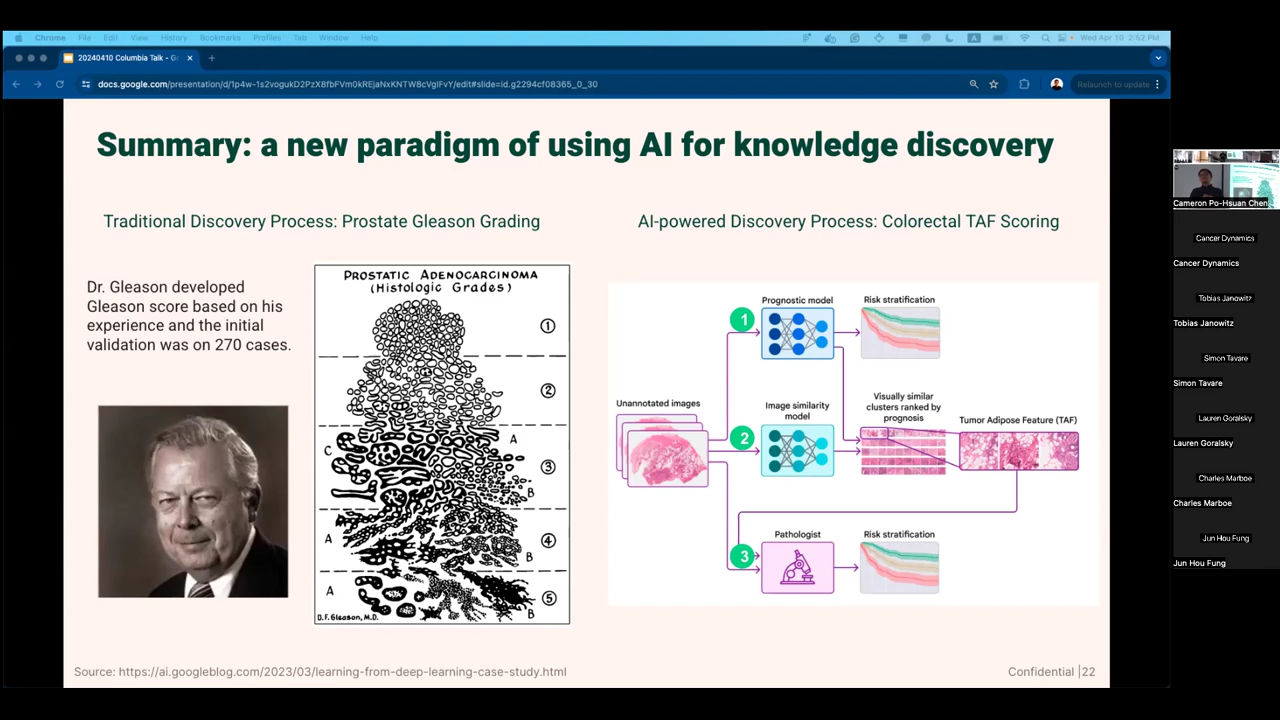 Chrome File Edit View History Bookmarks Profiles Tab Window Help
Wed Apr 10 2:52 PM
20240410 Columbia Talk - Go
docs.google.com/presentation/d/1p4w-1s2vogukD2PzX8fbFVm0kREjaNxKNTW8cVgIFvY/edit#slide=id.g2294cf08365_0_30
Relaunch to update
Summary: a new paradigm of using AI for knowledge discovery
Traditional Discovery Process: Prostate Gleason Grading
Dr. Gleason developed
Gleason score based on his
experience and the initial
validation was on 270 cases.
PROSTATIC ADENOCARCINOMA
(Histologic Grades)
1
2
C
A
3
B
A
4
B
A
5
B
D.F. Gleason, M.D.
AI-powered Discovery Process: Colorectal TAF Scoring
Unannotated images
1
Prognostic model
Risk stratification
2
Image similarity
model
Visually similar
clusters ranked by
prognosis
Tumor Adipose Feature (TAF)
3
Pathologist
Risk stratification
Source: https://ai.googleblog.com/2023/03/learning-from-deep-learning-case-study.html
Confidential |22
Cameron Po-Hsuan Chen
Cancer Dynamics
Cancer Dynamics
Tobias Janowitz
Tobias Janowitz
Simon Tavare
Simon Tavare
Lauren Goralsky
Lauren Goralsky
Charles Marboe
Charles Marboe
Jun Hou Fung
Jun Hou Fung